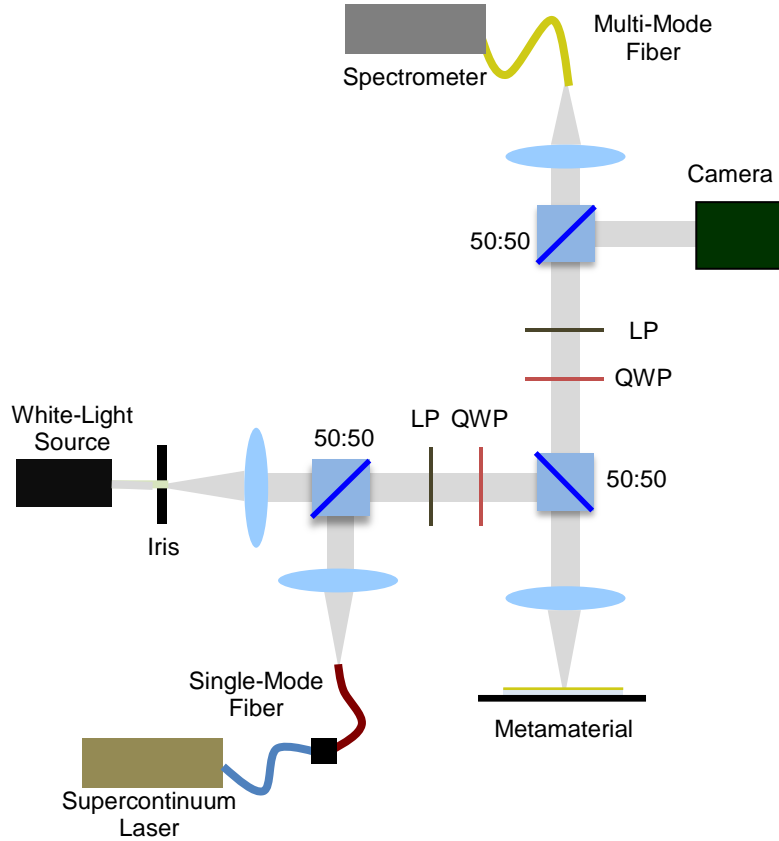 Multi-Mode
Fiber
Spectrometer
Camera
50:50
LP
QWP
White-Light
Source
50:50
LP QWP
50:50
Iris
Single-Mode
Fiber
Metamaterial
Supercontinuum
Laser